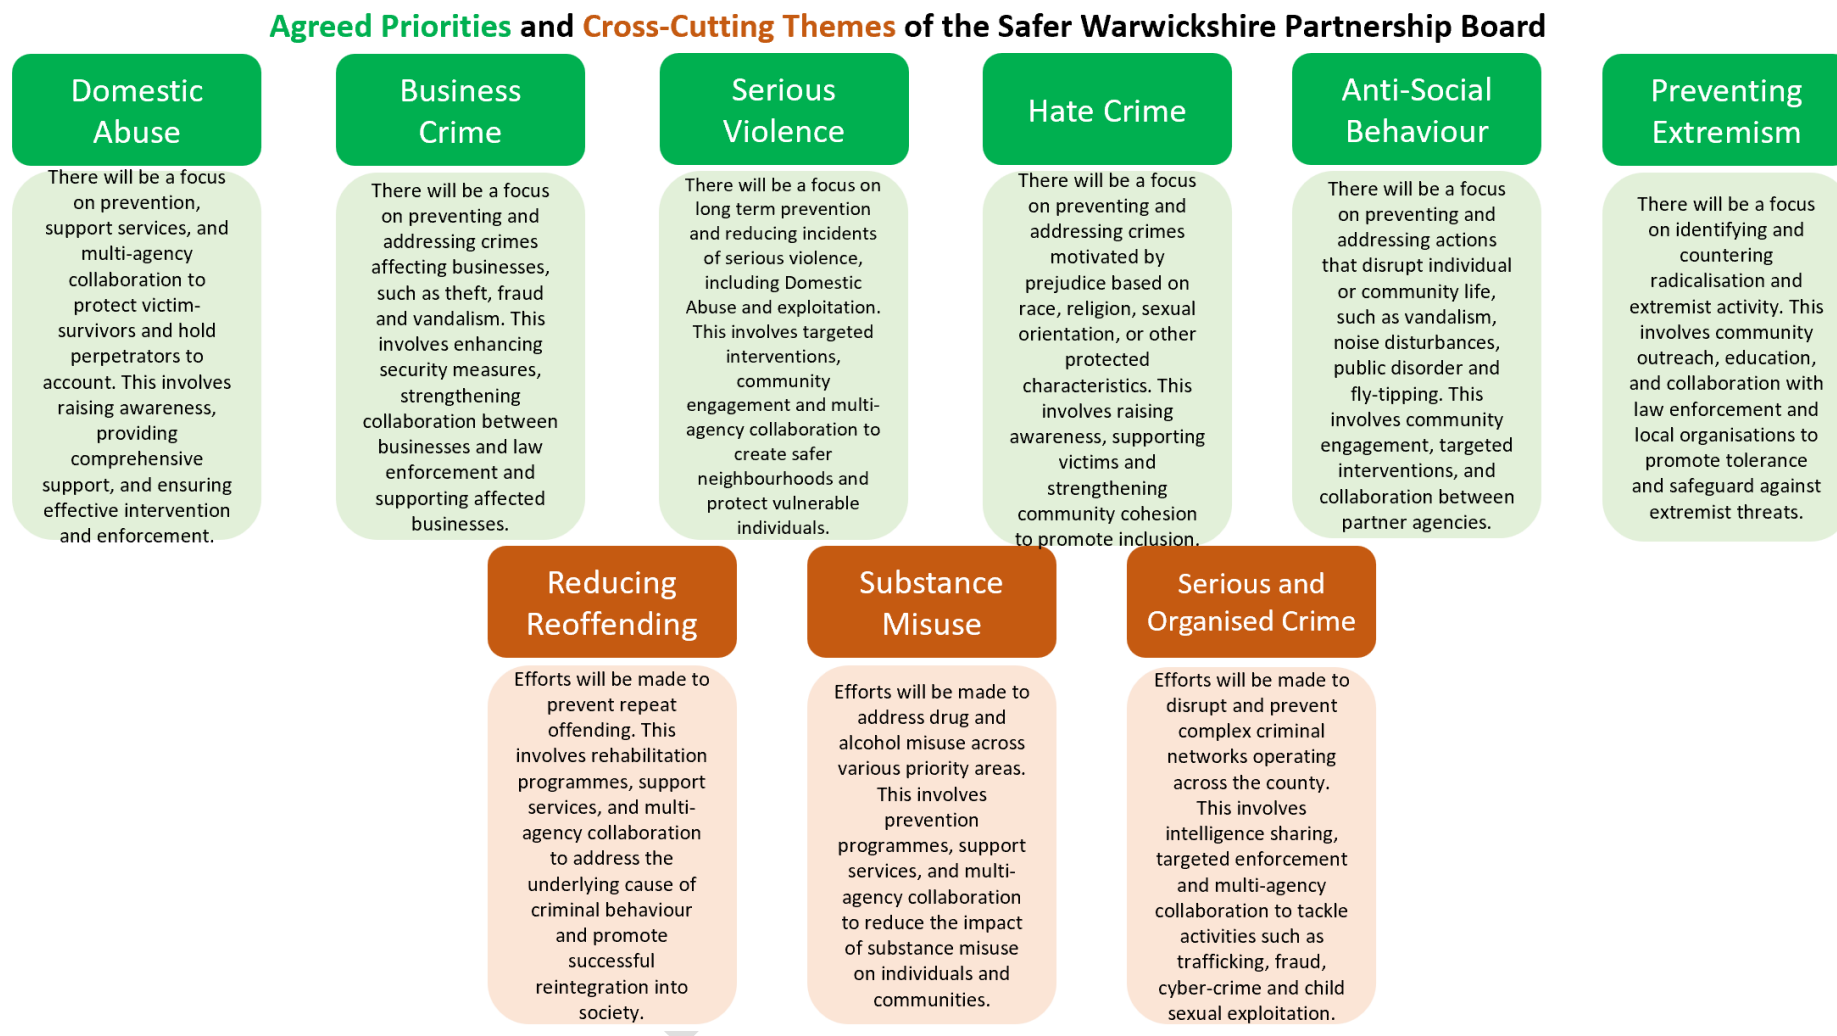 Agreed Priorities and Cross-Cutting Themes of the Safer Warwickshire Partnership Board
Domestic
Abuse
There will be a focus
on prevention,
support services, and
multi-agency
collaboration to
protect victim-
survivors and hold
perpetrators to
account. This involves
raising awareness,
providing
comprehensive
support, and ensuring
effective intervention
and enforcement.
Business
Crime
There will be a focus
on preventing and
addressing crimes
affecting businesses,
such as theft, fraud
and vandalism. This
involves enhancing
security measures,
strengthening
collaboration between
businesses and law
enforcement and
supporting affected
businesses.
Serious
Violence
There will be a focus on
long term prevention
and reducing incidents
of serious violence,
including Domestic
Abuse and exploitation.
This involves targeted
interventions,
community
engagement and multi-
agency collaboration to
create safer
neighbourhoods and
protect vulnerable
individuals.
Hate Crime
There will be a focus
on preventing and
addressing crimes
motivated by
prejudice based on
race, religion, sexual
orientation, or other
protected
characteristics. This
involves raising
awareness, supporting
victims and
strengthening
community cohesion
to promote inclusion.
Anti-Social
Behaviour
There will be a focus
on preventing and
addressing actions
that disrupt individual
or community life,
such as vandalism,
noise disturbances,
public disorder and
fly-tipping. This
involves community
engagement, targeted
interventions, and
collaboration between
partner agencies.
Preventing
Extremism
There will be a focus
on identifying and
countering
radicalisation and
extremist activity. This
involves community
outreach, education,
and collaboration with
law enforcement and
local organisations to
promote tolerance
and safeguard against
extremist threats.
Reducing
Reoffending
Efforts will be made to
prevent repeat
offending. This
involves rehabilitation
programmes, support
services, and multi-
agency collaboration
to address the
underlying cause of
criminal behaviour
and promote
successful
reintegration into
society.
Substance
Misuse
Efforts will be made to
address drug and
alcohol misuse across
various priority areas.
This involves
prevention
programmes, support
services, and multi-
agency collaboration
to reduce the impact
of substance misuse
on individuals and
communities.
Serious and
Organised Crime
Efforts will be made to
disrupt and prevent
complex criminal
networks operating
across the county.
This involves
intelligence sharing,
targeted enforcement
and multi-agency
collaboration to tackle
activities such as
trafficking, fraud,
cyber-crime and child
sexual exploitation.